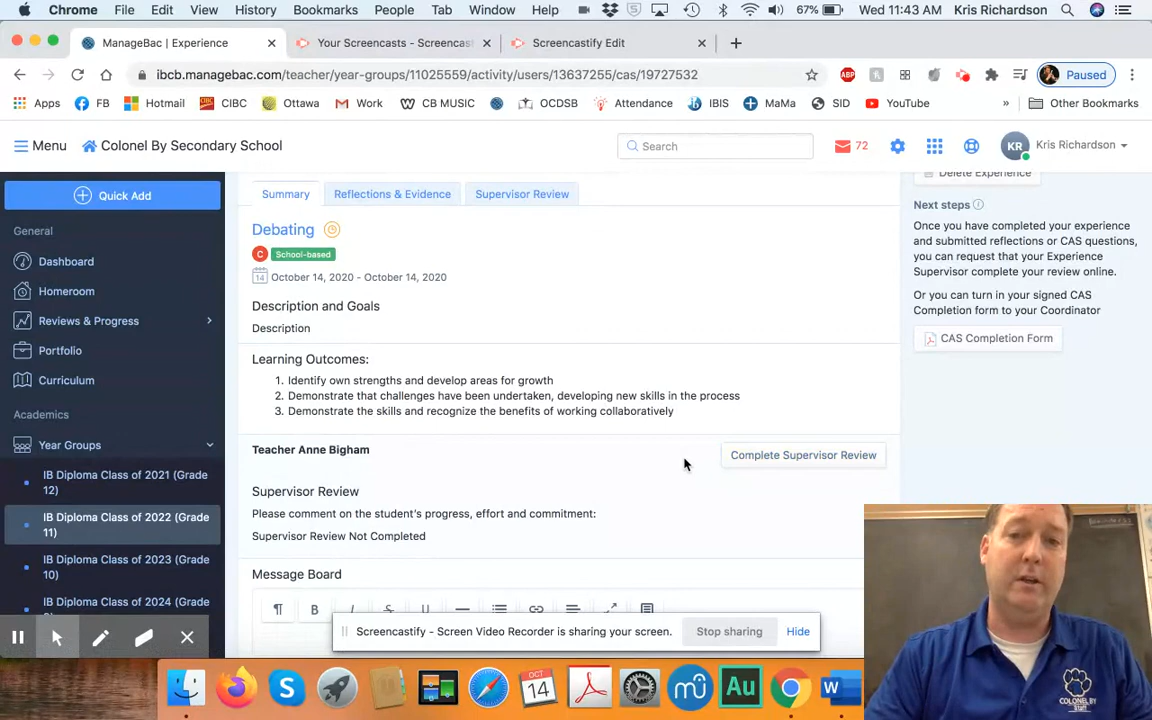 Chrome File Edit View History Bookmarks People Tab Window Help 67% Wed 11:43 AM Kris Richardson
ManageBac | Experience
Your Screencasts - Screencas
Screencastify Edit
ibcb.managebac.com/teacher/year-groups/11025559/activity/users/13637255/cas/19727532
ABP
Paused
Apps FB Hotmail CIBC Ottawa Work CB MUSIC OCDSB Attendance IBIS MaMa SID YouTube » Other Bookmarks
Menu Colonel By Secondary School
Search
72
KR Kris Richardson
Quick Add
General
Dashboard
Homeroom
Reviews & Progress
Portfolio
Curriculum
Academics
Year Groups
IB Diploma Class of 2021 (Grade
12)
IB Diploma Class of 2022 (Grade
11)
IB Diploma Class of 2023 (Grade
10)
IB Diploma Class of 2024 (Grade
Summary Reflections & Evidence Supervisor Review
Debating
C School-based
14 October 14, 2020 - October 14, 2020
Description and Goals
Description
Learning Outcomes:
1. Identify own strengths and develop areas for growth
2. Demonstrate that challenges have been undertaken, developing new skills in the process
3. Demonstrate the skills and recognize the benefits of working collaboratively
Teacher Anne Bigham
Complete Supervisor Review
Supervisor Review
Please comment on the student's progress, effort and commitment:
Supervisor Review Not Completed
Message Board
¶ B I S U
Delete Experience
Next steps
Once you have completed your experience
and submitted reflections or CAS questions,
you can request that your Experience
Supervisor complete your review online.
Or you can turn in your signed CAS
Completion form to your Coordinator
CAS Completion Form
Screencastify - Screen Video Recorder is sharing your screen. Stop sharing Hide
OCT
14
Au
W
COLONEL BY
Staff